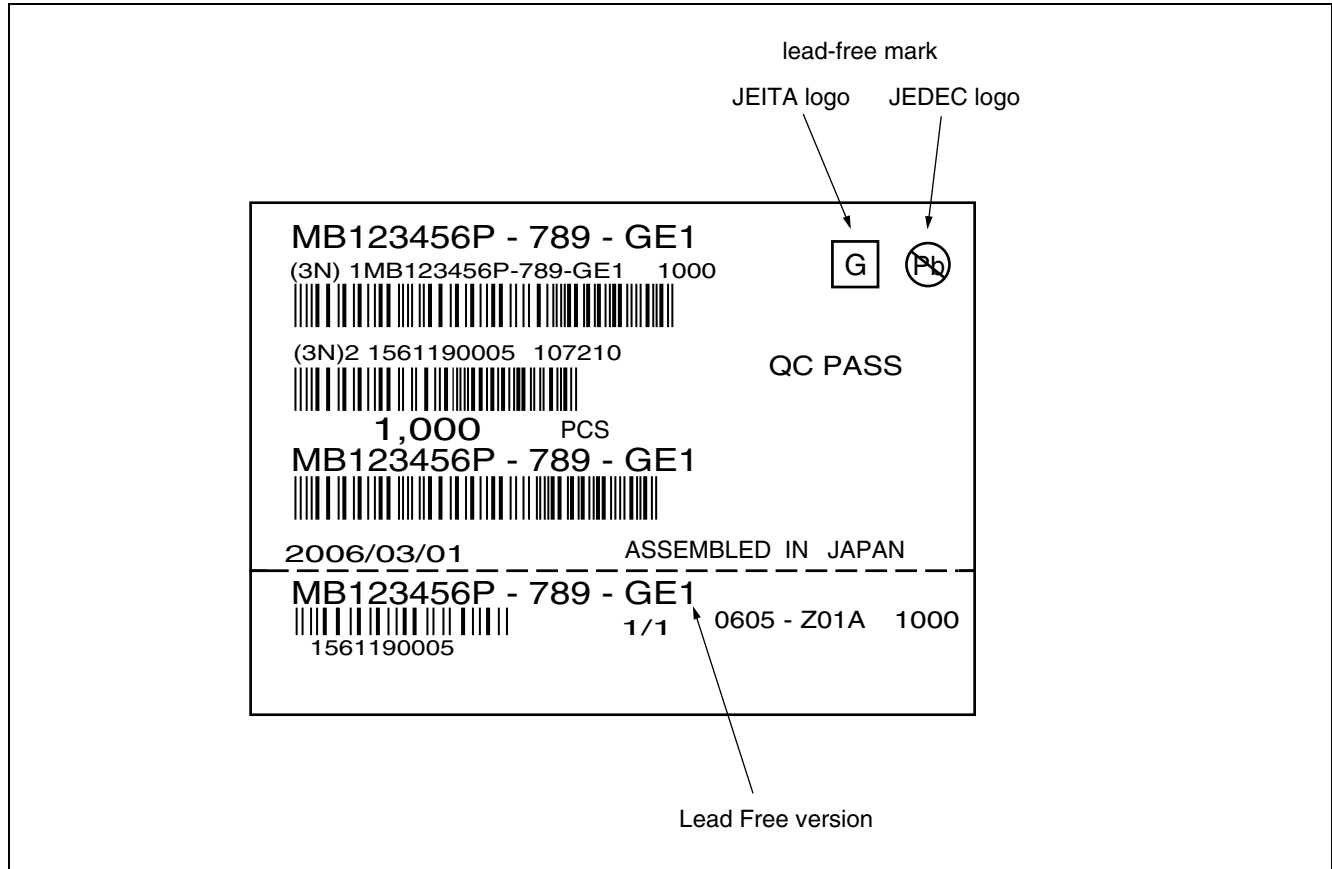 lead-free mark
JEITA logo JEDEC logo
MB123456P - 789 - GE1
(3N) 1MB123456P-789-GE1 1000
G Pb
(3N)2 1561190005 107210
QC PASS
1,000 PCS
MB123456P - 789 - GE1
2006/03/01 ASSEMBLED IN JAPAN
MB123456P - 789 - GE1
1/1 0605 - Z01A 1000
1561190005
Lead Free version